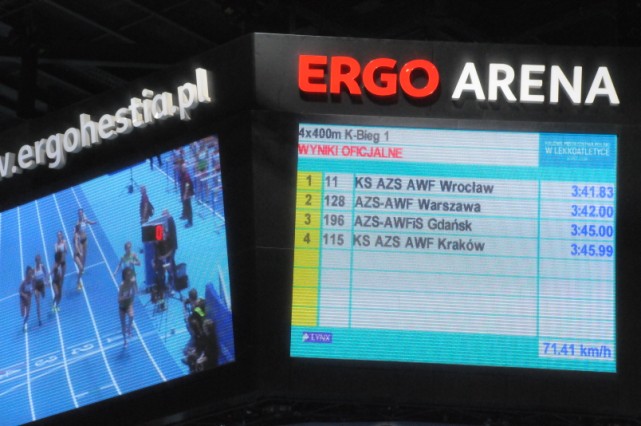 ERGO ARENA
w.ergohestia.pl
4x400m K-Bieg 1
WYNIKI OFICJALNE
W LEKKOATLETYCE
1 11 KS AZS AWF Wrocław 3:41.83
2 128 AZS-AWF Warszawa 3:42.00
3 196 AZS-AWFiS Gdańsk 3:45.00
4 115 KS AZS AWF Kraków 3:45.99
LYNX
71.41 km/h